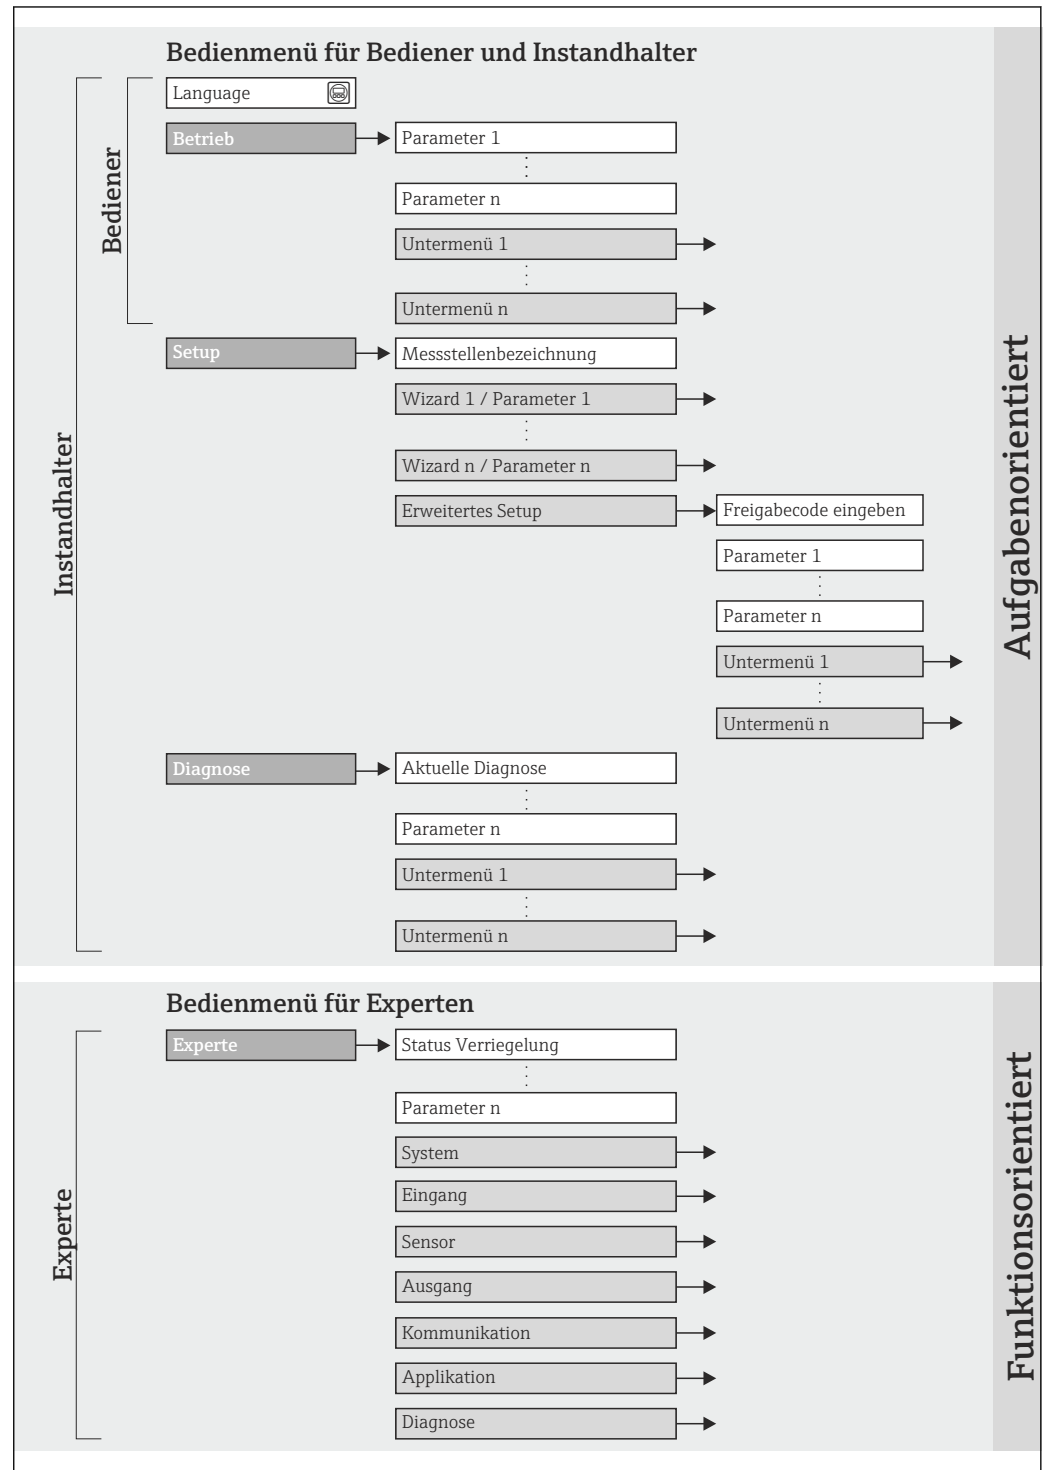 Bedienmenü für Bediener und Instandhalter
Language
Betrieb
Parameter 1
Parameter n
Untermenü 1
Untermenü n
Bediener
Setup
Messstellenbezeichnung
Wizard 1 / Parameter 1
Wizard n / Parameter n
Erweitertes Setup
Freigabecode eingeben
Parameter 1
Parameter n
Untermenü 1
Untermenü n
Instandhalter
Aufgabenorientiert
Diagnose
Aktuelle Diagnose
Parameter n
Untermenü 1
Untermenü n
Bedienmenü für Experten
Experte
Status Verriegelung
Parameter n
System
Eingang
Sensor
Ausgang
Kommunikation
Applikation
Diagnose
Experte
Funktionsorientiert